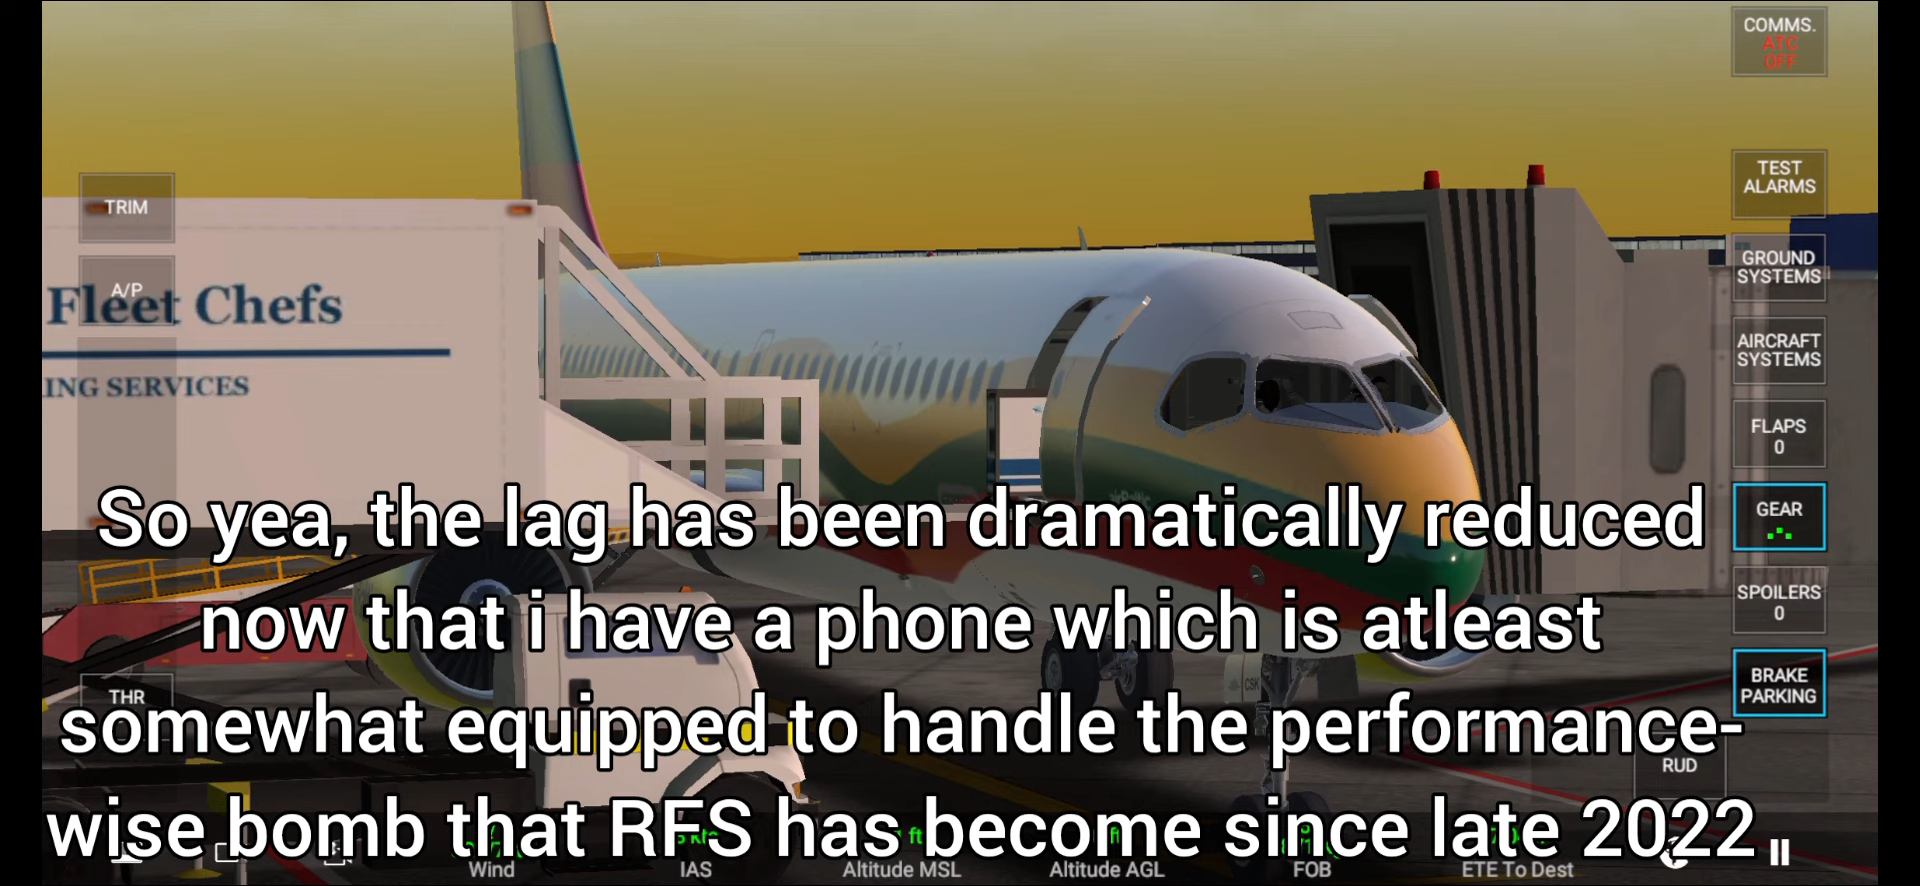 COMMS.
ATC
OFF
TEST
ALARMS
TRIM
GROUND
SYSTEMS
A/P
Fleet Chefs
AIRCRAFT
SYSTEMS
ING SERVICES
FLAPS
0
So yea, the lag has been dramatically reduced
now that i have a phone which is atleast
somewhat equipped to handle the performance-
wise bomb that RFS has become since late 2022
GEAR
SPOILERS
0
BRAKE
PARKING
THR
RUD
Wind
IAS
Altitude MSL
Altitude AGL
FOB
ETE To Dest